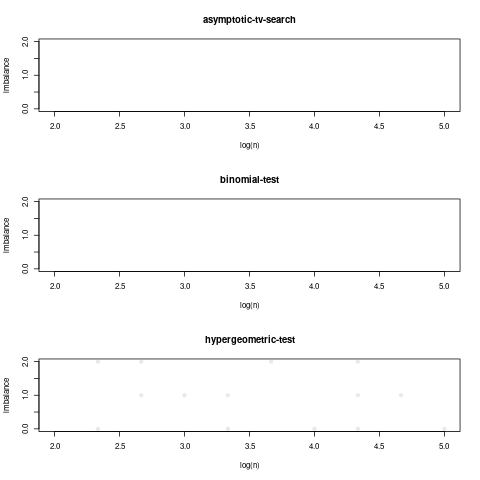 asymptotic-tv-search
Imbalance
0.0 1.0 2.0
2.0 2.5 3.0 3.5 4.0 4.5 5.0
log(n)
binomial-test
Imbalance
0.0 1.0 2.0
2.0 2.5 3.0 3.5 4.0 4.5 5.0
log(n)
hypergeometric-test
Imbalance
0.0 1.0 2.0
2.0 2.5 3.0 3.5 4.0 4.5 5.0
log(n)